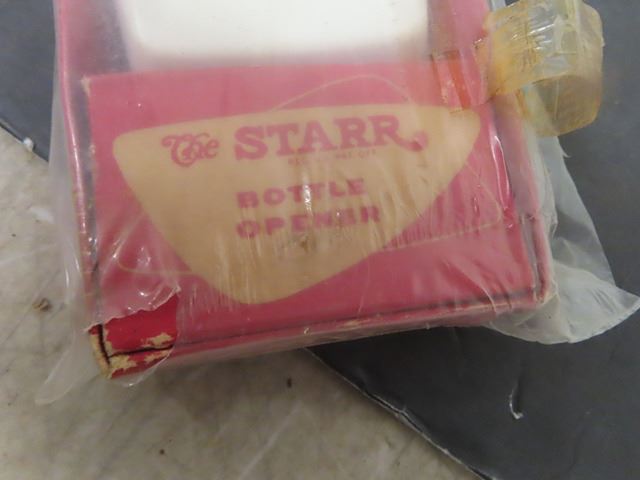 The STARR
BOTTLE
OPENER